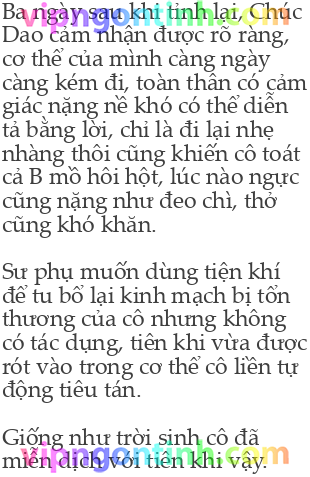 Ba ngày sau khi tỉnh lại, Chúc
vipngontinh.com
Dao cảm nhận được rõ ràng,
cơ thể của mình càng ngày
càng kém đi, toàn thân có cảm
giác nặng nề khó có thể diễn
tả bằng lời, chỉ là đi lại nhẹ
nhàng thôi cũng khiến cô toát
cả B mồ hôi hột, lúc nào ngực
cũng nặng như đeo chì, thở
cũng khó khăn.
Sư phụ muốn dùng tiện khí
để tu bổ lại kinh mạch bị tổn
thương của cô nhưng không
có tác dụng, tiên khi vừa được
rót vào trong cơ thể cô liền tự
động tiêu tán.
Giống như trời sinh cô đã
vipngontinh.com
miễn dịch với tiên khi vậy.